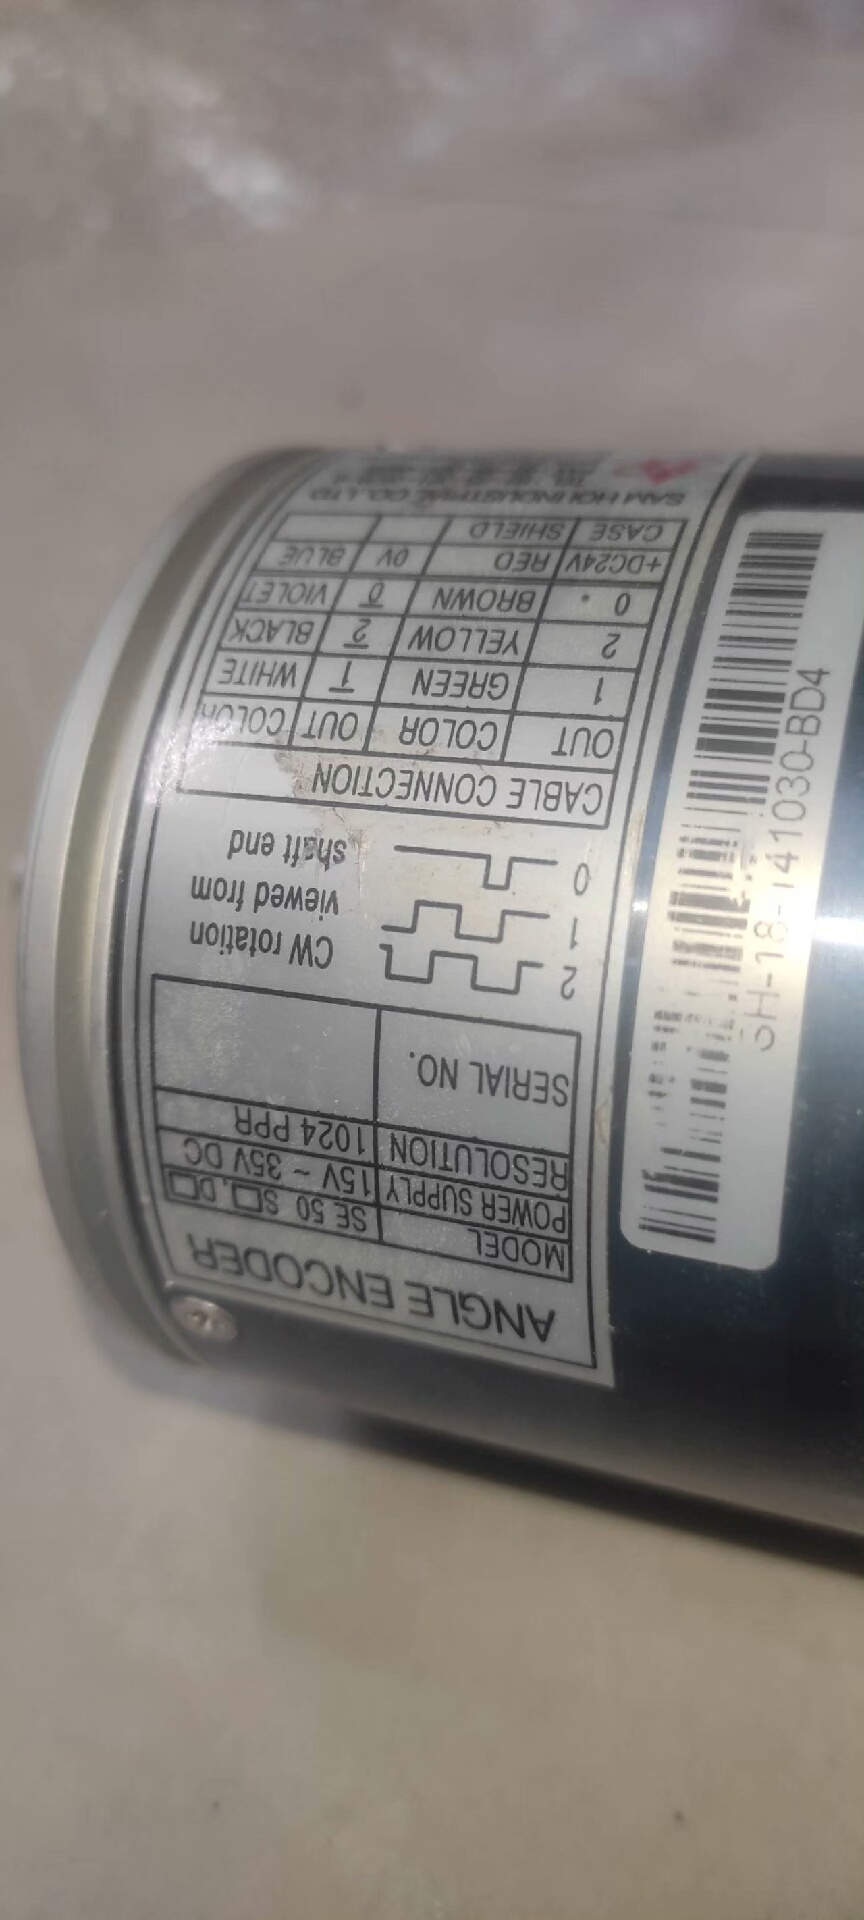 ANGLE ENCODER
MODEL SE 50 S□, D□
POWER SUPPLY 15V ~ 35V DC
RESOLUTION 1024 PPR
SERIAL NO.
2 CW rotation
1 viewed from
0 shaft end
CABLE CONNECTION
OUT COLOR OUT COLOR
1 GREEN 1̅ WHITE
2 YELLOW 2̅ BLACK
0 BROWN 0̅ VIOLET
+DC24V RED 0V BLUE
CASE SHIELD
SAM HOI INDUSTRIAL CO. LTD
SH-18-141030-BD4